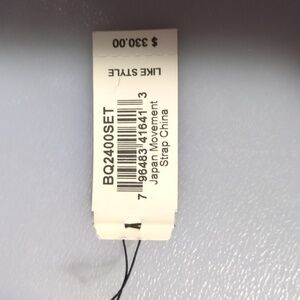 $ 330.00
LIKE STYLE
BQ2400SET
7 96483 41641 3
Japan Movement
Strap China